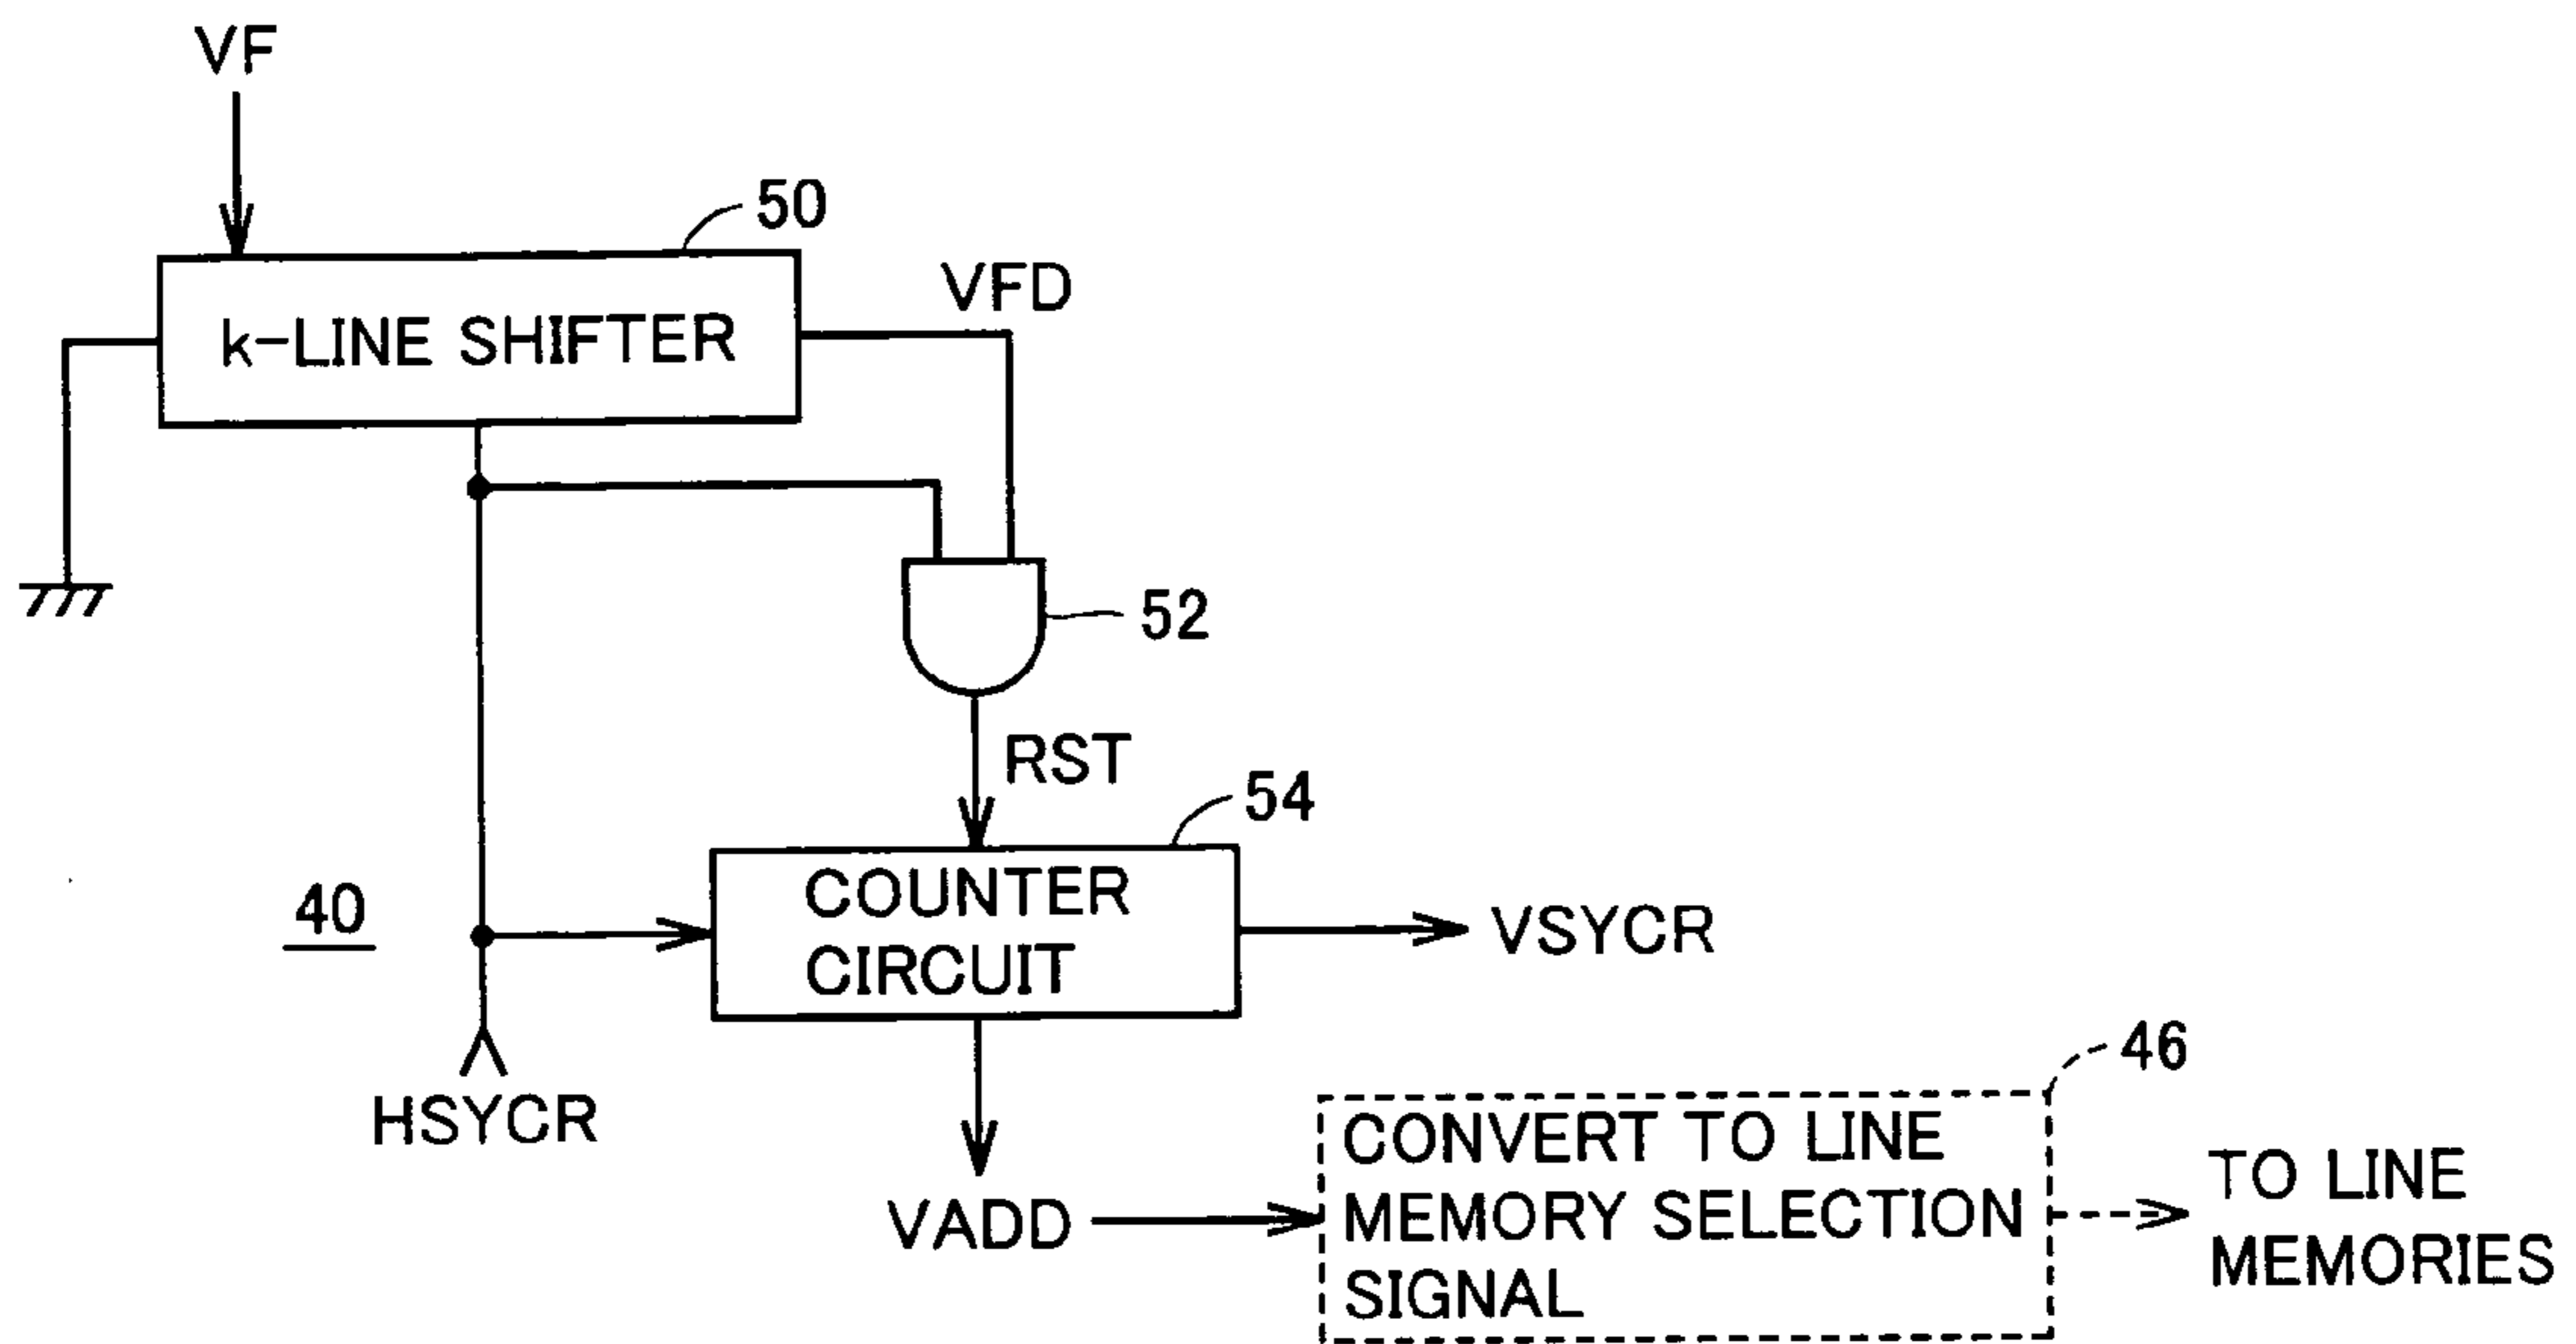 VF
50
k-LINE SHIFTER
VFD
52
RST
54
COUNTER
CIRCUIT
VSYCR
40
HSYCR
46
VADD
CONVERT TO LINE
MEMORY SELECTION
SIGNAL
TO LINE
MEMORIES